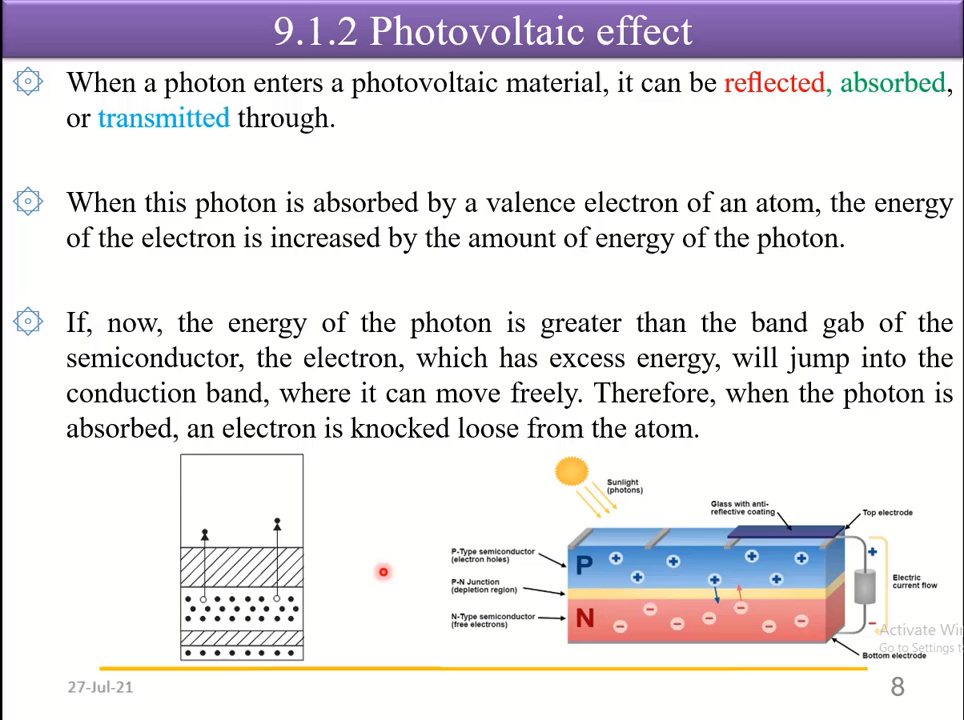 9.1.2 Photovoltaic effect
When a photon enters a photovoltaic material, it can be reflected, absorbed,
or transmitted through.
When this photon is absorbed by a valence electron of an atom, the energy
of the electron is increased by the amount of energy of the photon.
If, now, the energy of the photon is greater than the band gab of the
semiconductor, the electron, which has excess energy, will jump into the
conduction band, where it can move freely. Therefore, when the photon is
absorbed, an electron is knocked loose from the atom.
Sunlight
(photons)
Glass with anti-
reflective coating
Top electrode
P-Type semiconductor
(electron holes)
P
P-N Junction
(depletion region)
Electric
current flow
N-Type semiconductor
(free electrons)
N
Activate Win
Go to Settings t
Bottom electrode
27-Jul-21
8